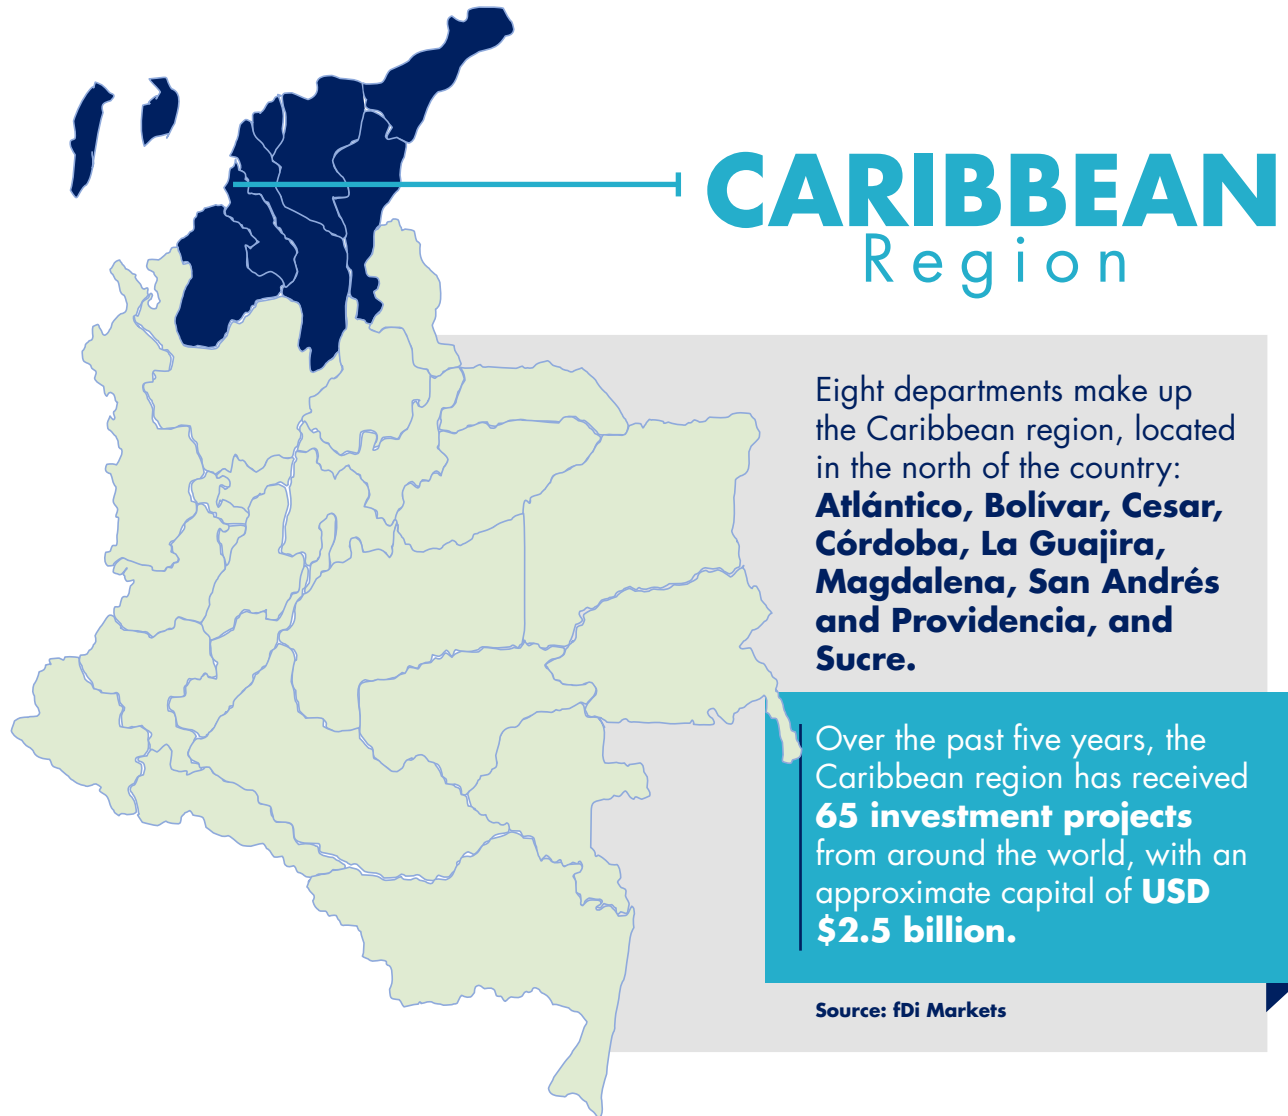 CARIBBEAN
Region
Eight departments make up
the Caribbean region, located
in the north of the country:
Atlántico, Bolívar, Cesar,
Córdoba, La Guajira,
Magdalena, San Andrés
and Providencia, and
Sucre.
Over the past five years, the
Caribbean region has received
65 investment projects
from around the world, with an
approximate capital of USD
$2.5 billion.
Source: fDi Markets